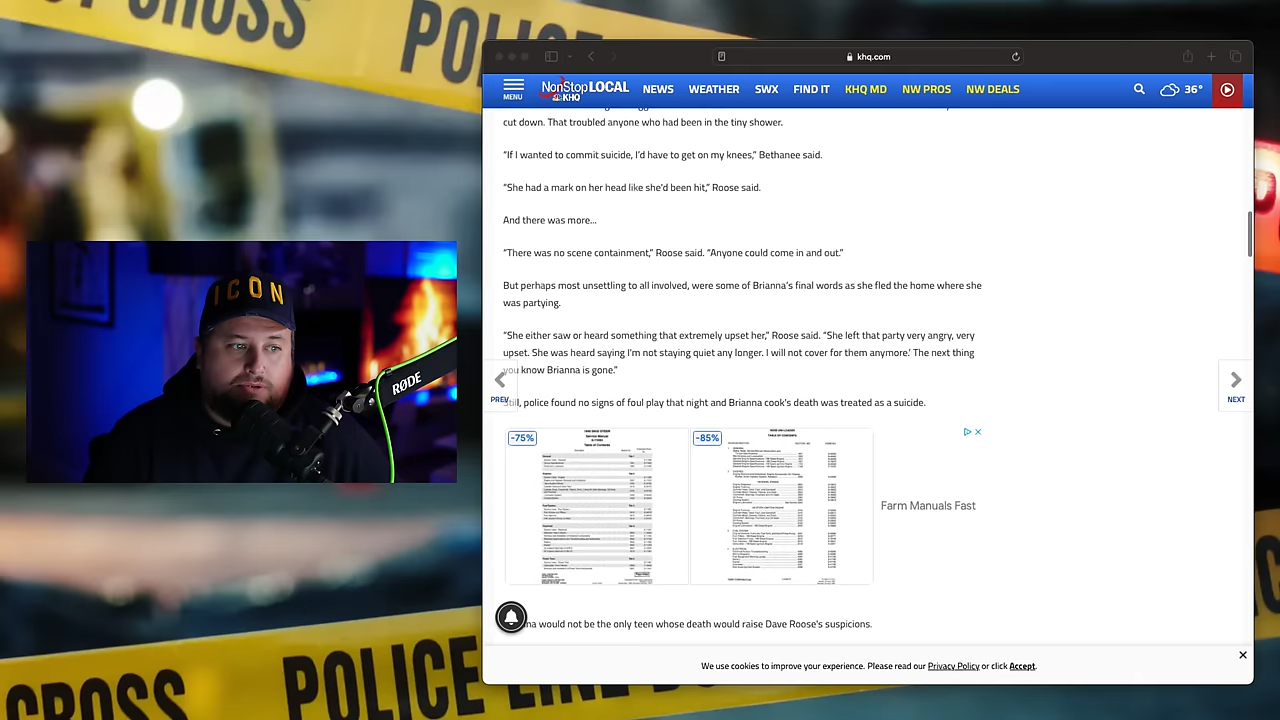 CROSS
POLI
khq.com
MENU
NonStop LOCAL
KHQ
NEWS
WEATHER
SWX
FIND IT
KHQ MD
NW PROS
NW DEALS
36°
cut down. That troubled anyone who had been in the tiny shower.
“If I wanted to commit suicide, I’d have to get on my knees,” Bethanee said.
“She had a mark on her head like she’d been hit,” Roose said.
And there was more...
“There was no scene containment,” Roose said. “Anyone could come in and out.”
But perhaps most unsettling to all involved, were some of Brianna’s final words as she fled the home where she
was partying.
“She either saw or heard something that extremely upset her,” Roose said. “She left that party very angry, very
upset. She was heard saying I’m not staying quiet any longer. I will not cover for them anymore.’ The next thing
you know Brianna is gone.”
PREV
NEXT
Still, police found no signs of foul play that night and Brianna cook's death was treated as a suicide.
-75%
-85%
Farm Manuals Fast
na would not be the only teen whose death would raise Dave Roose's suspicions.
We use cookies to improve your experience. Please read our Privacy Policy or click Accept.
ICON
RØDE
CROSS
POLICE LINE DO